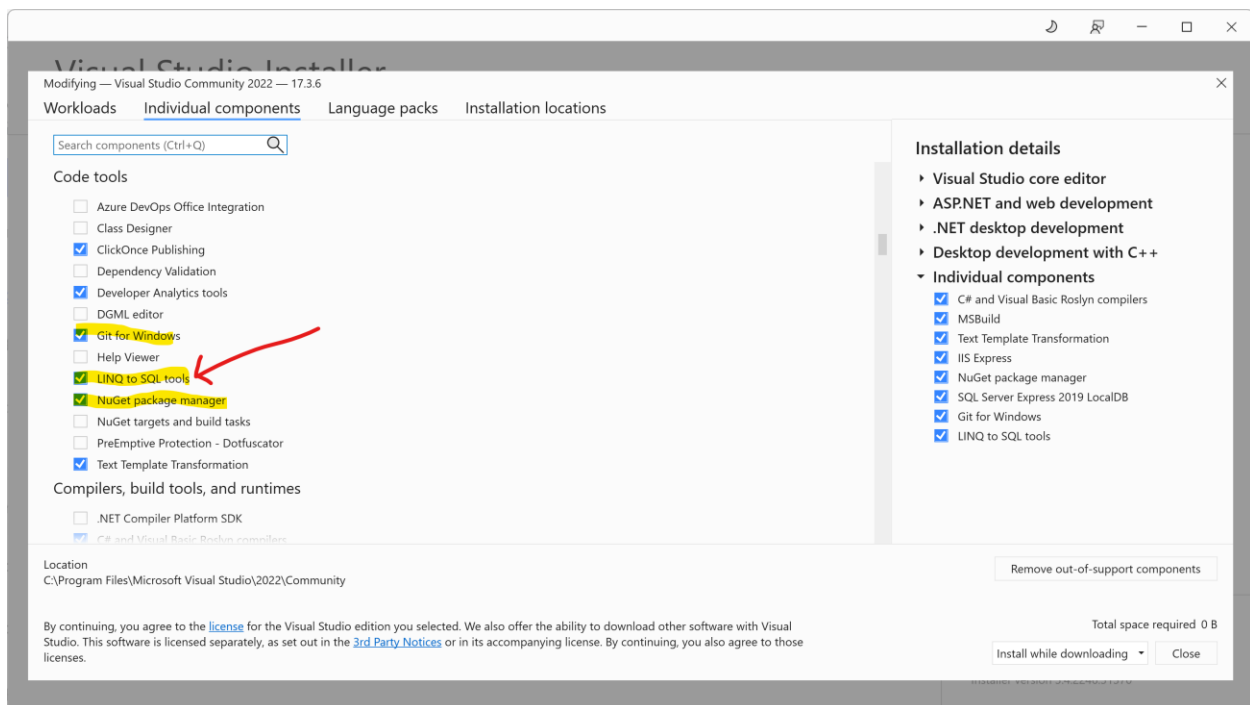 Visual Studio Installer
Modifying — Visual Studio Community 2022 — 17.3.6
Workloads Individual components Language packs Installation locations
Search components (Ctrl+Q)
Code tools
Azure DevOps Office Integration
Class Designer
ClickOnce Publishing
Dependency Validation
Developer Analytics tools
DGML editor
Git for Windows
Help Viewer
LINQ to SQL tools
NuGet package manager
NuGet targets and build tasks
PreEmptive Protection - Dotfuscator
Text Template Transformation
Compilers, build tools, and runtimes
.NET Compiler Platform SDK
C# and Visual Basic Roslyn compilers
Installation details
Visual Studio core editor
ASP.NET and web development
.NET desktop development
Desktop development with C++
Individual components
C# and Visual Basic Roslyn compilers
MSBuild
Text Template Transformation
IIS Express
NuGet package manager
SQL Server Express 2019 LocalDB
Git for Windows
LINQ to SQL tools
Location
C:\Program Files\Microsoft Visual Studio\2022\Community
Remove out-of-support components
By continuing, you agree to the license for the Visual Studio edition you selected. We also offer the ability to download other software with Visual
Studio. This software is licensed separately, as set out in the 3rd Party Notices or in its accompanying license. By continuing, you also agree to those
licenses.
Total space required 0 B
Install while downloading Close